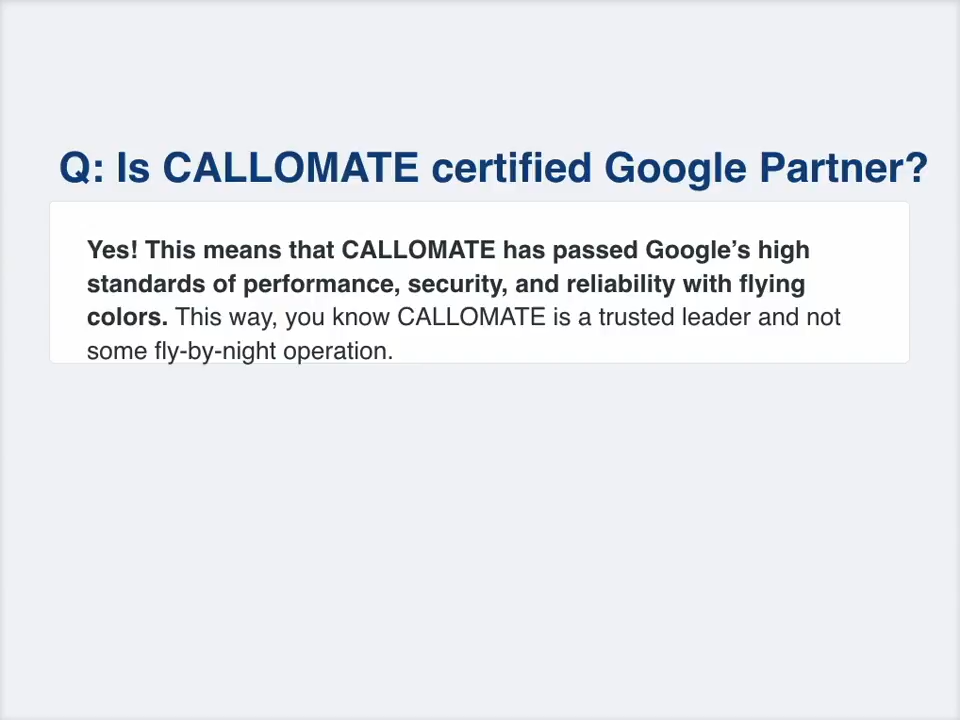 Q: Is CALLOMATE certified Google Partner?
Yes! This means that CALLOMATE has passed Google’s high
standards of performance, security, and reliability with flying
colors. This way, you know CALLOMATE is a trusted leader and not
some fly-by-night operation.